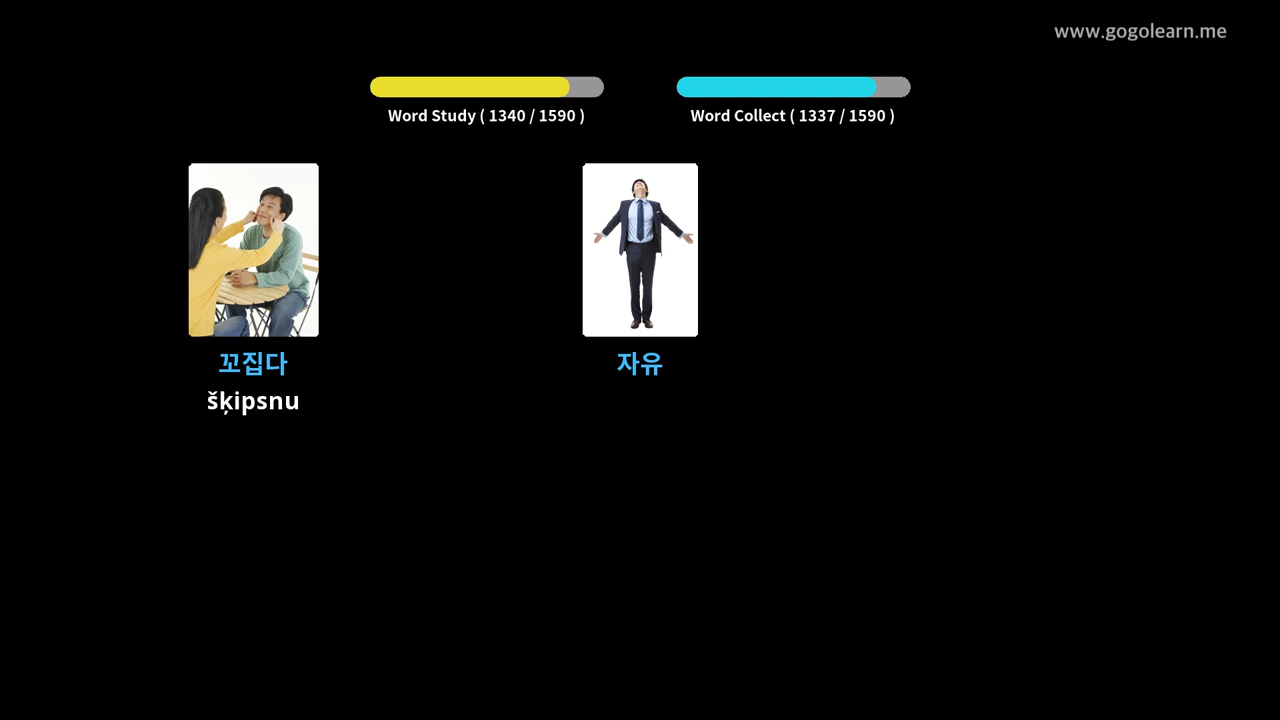 www.gogolearn.me
Word Study ( 1340 / 1590 )
Word Collect ( 1337 / 1590 )
꼬집다
šķipsnu
자유